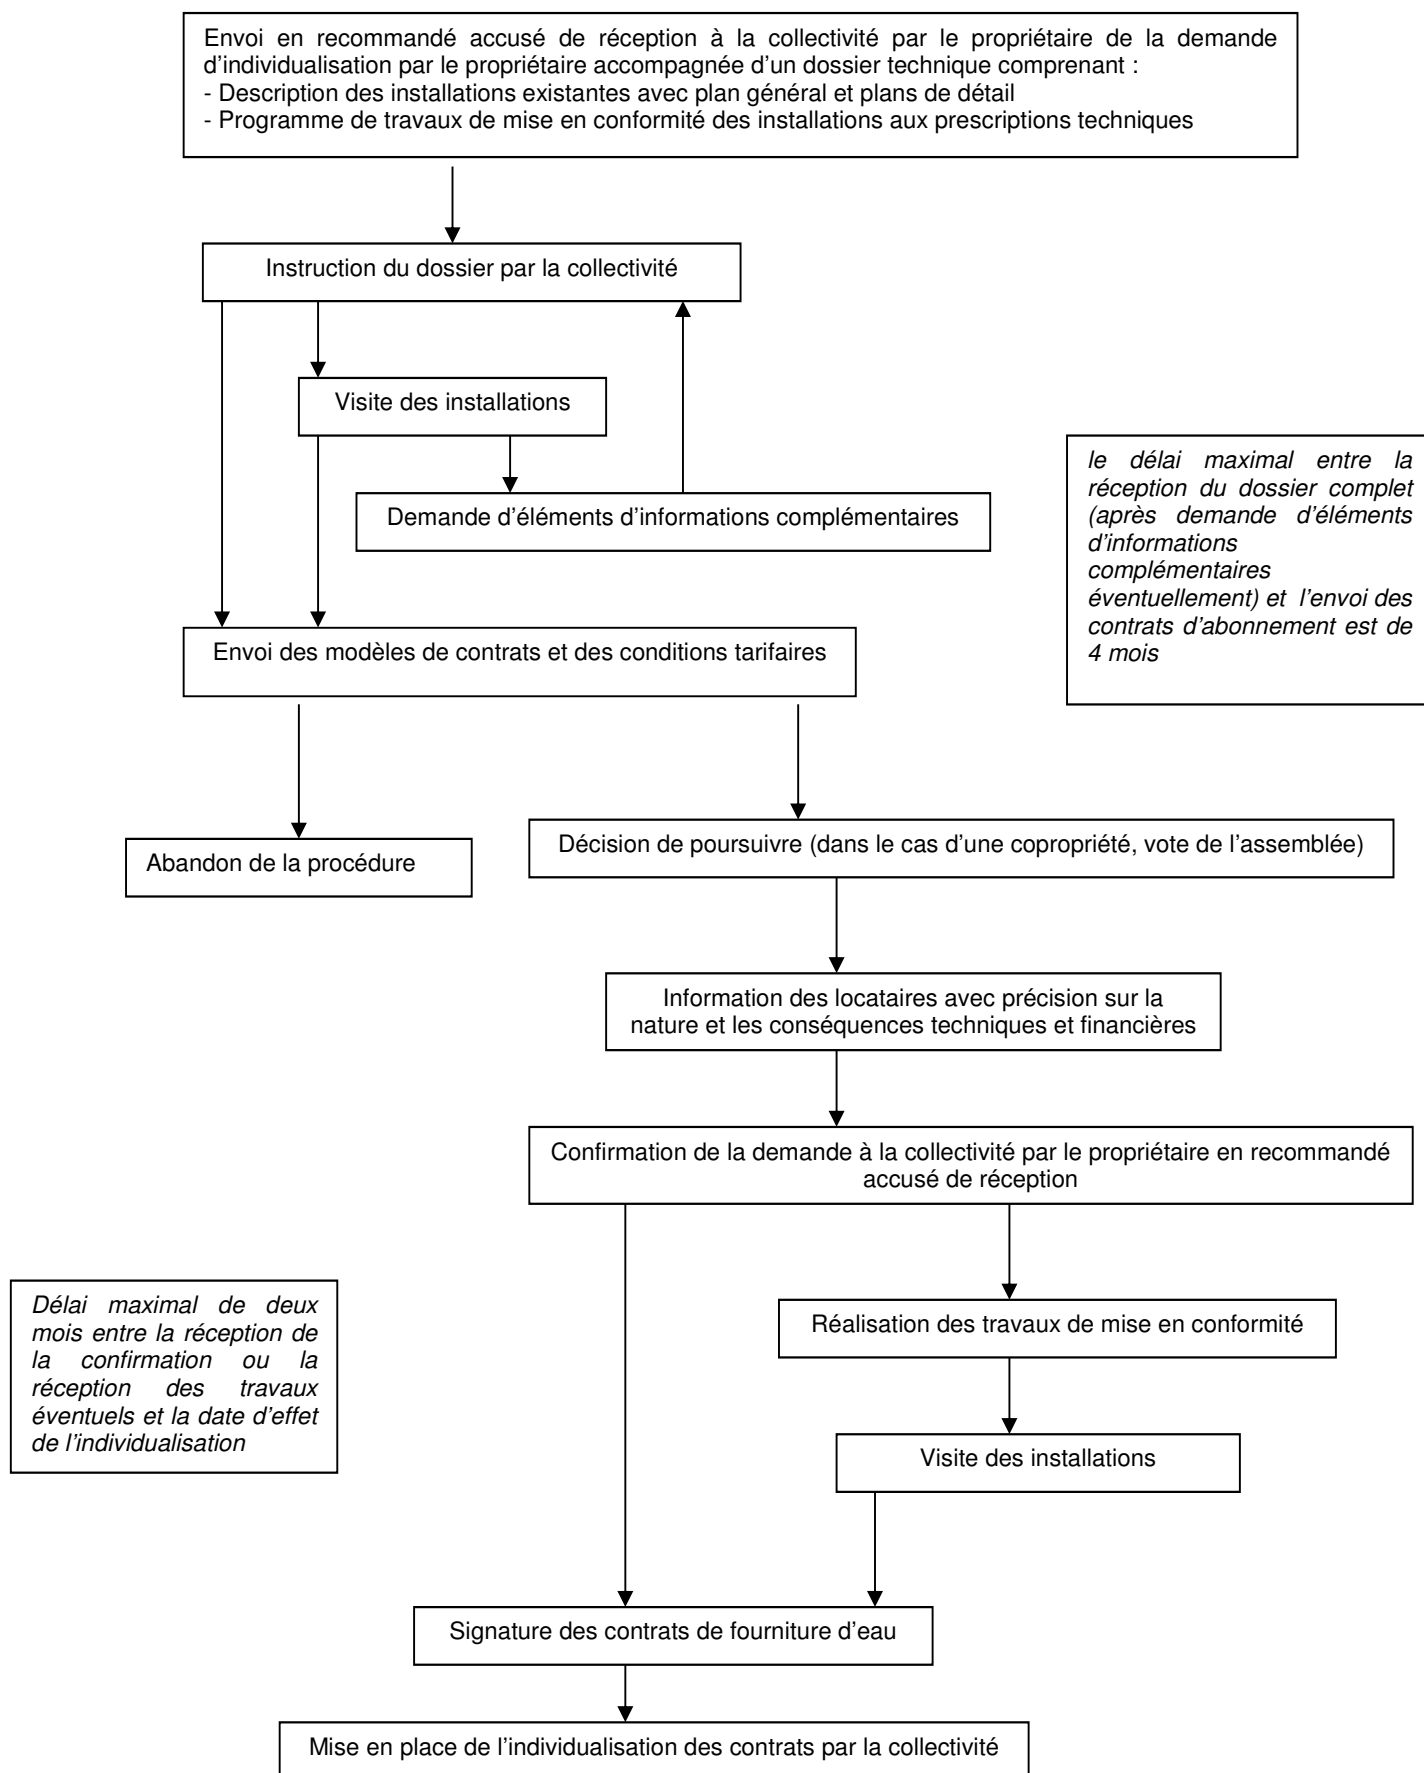 Envoi en recommandé accusé de réception à la collectivité par le propriétaire de la demande
d'individualisation par le propriétaire accompagnée d'un dossier technique comprenant :
- Description des installations existantes avec plan général et plans de détail
- Programme de travaux de mise en conformité des installations aux prescriptions techniques
Instruction du dossier par la collectivité
Visite des installations
Demande d'éléments d'informations complémentaires
le délai maximal entre la
réception du dossier complet
(après demande d'éléments
d'informations
complémentaires
éventuellement) et l'envoi des
contrats d'abonnement est de
4 mois
Envoi des modèles de contrats et des conditions tarifaires
Abandon de la procédure
Décision de poursuivre (dans le cas d'une copropriété, vote de l'assemblée)
Information des locataires avec précision sur la
nature et les conséquences techniques et financières
Confirmation de la demande à la collectivité par le propriétaire en recommandé
accusé de réception
Délai maximal de deux
mois entre la réception de
la confirmation ou la
réception des travaux
éventuels et la date d'effet
de l'individualisation
Réalisation des travaux de mise en conformité
Visite des installations
Signature des contrats de fourniture d'eau
Mise en place de l'individualisation des contrats par la collectivité